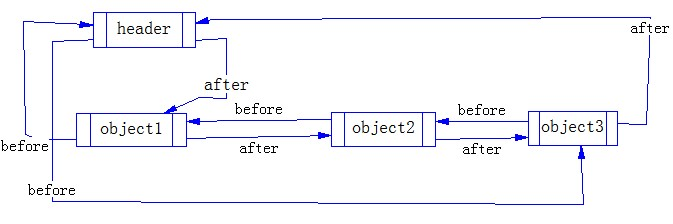 header
after
after
before
before
object1
object2
object3
before
after
after
before